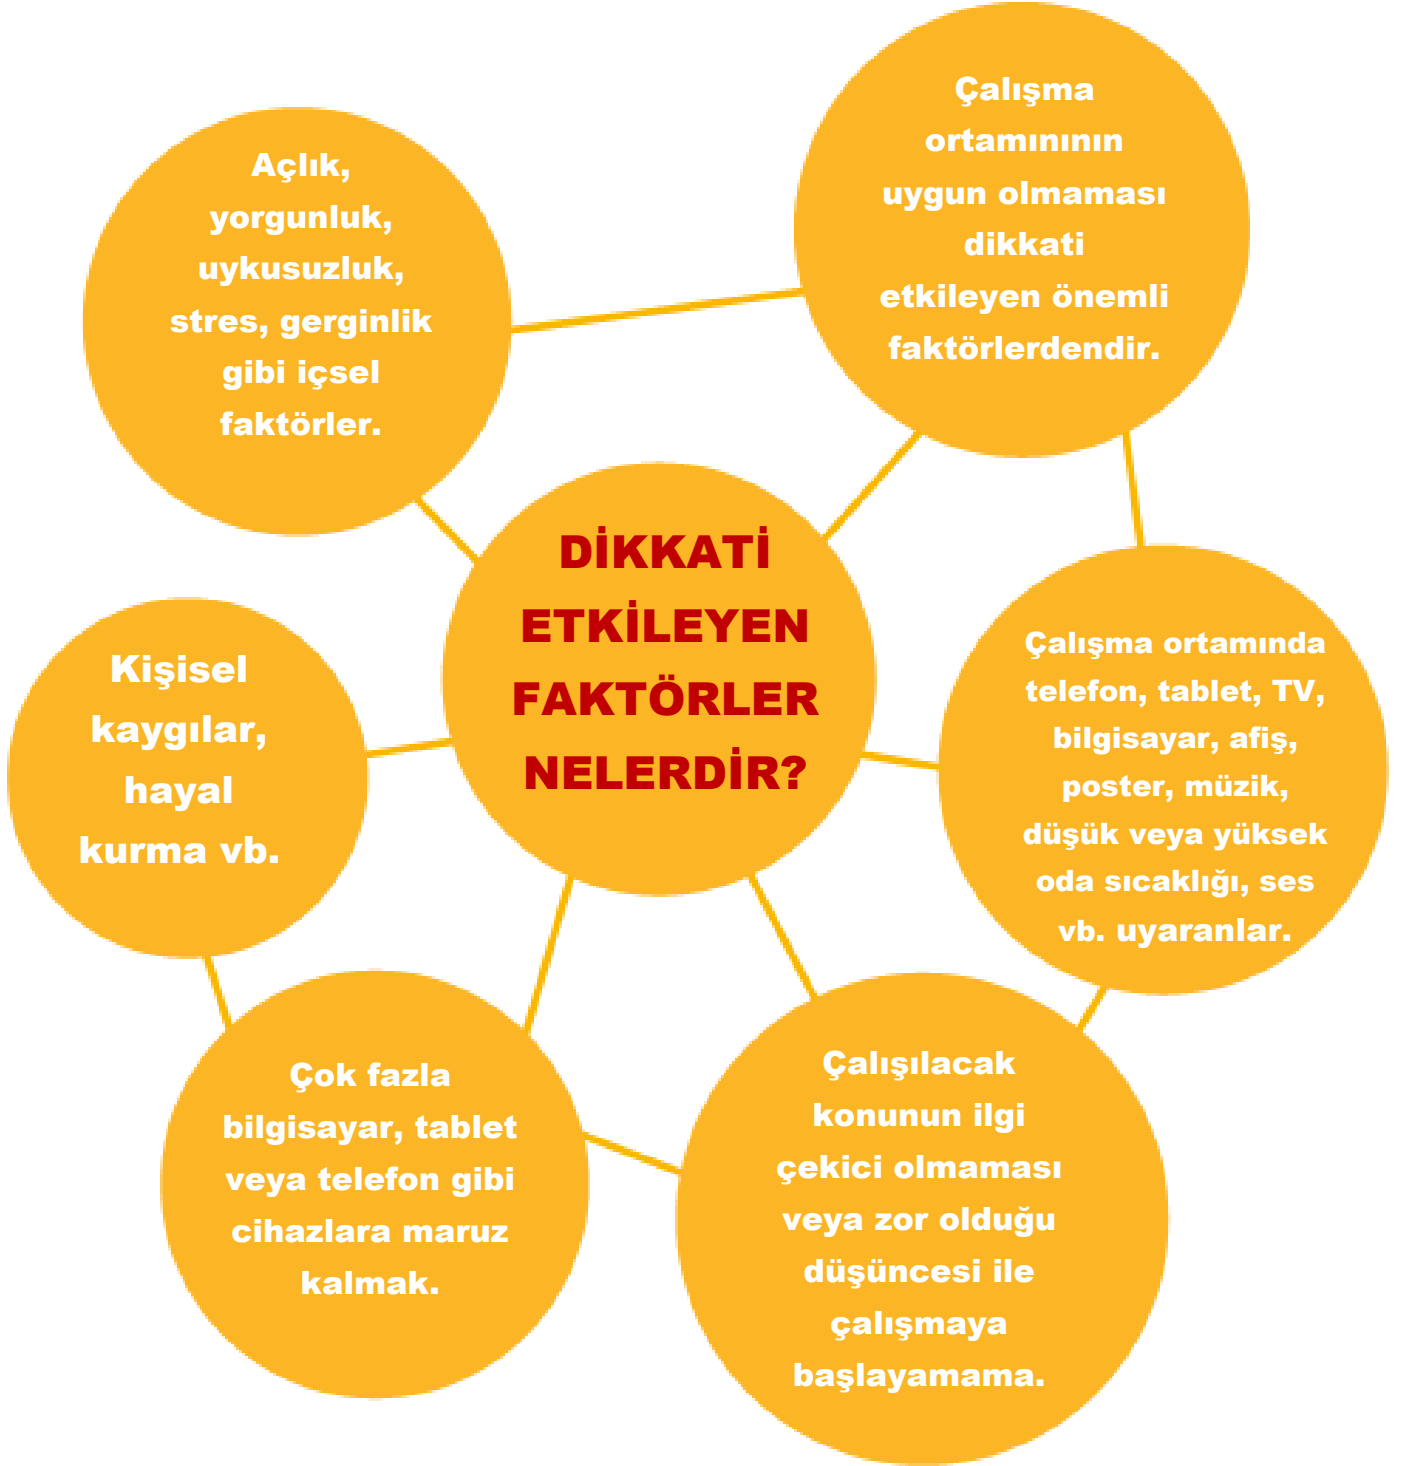 Çalışma
ortamınının
uygun olmaması
dikkati
etkileyen önemli
faktörlerdendir.
Açlık,
yorgunluk,
uykusuzluk,
stres, gerginlik
gibi içsel
faktörler.
DİKKATİ
ETKİLEYEN
FAKTÖRLER
NELERDİR?
Çalışma ortamında
telefon, tablet, TV,
bilgisayar, afiş,
poster, müzik,
düşük veya yüksek
oda sıcaklığı, ses
vb. uyaranlar.
Kişisel
kaygılar,
hayal
kurma vb.
Çok fazla
bilgisayar, tablet
veya telefon gibi
cihazlara maruz
kalmak.
Çalışılacak
konunun ilgi
çekici olmaması
veya zor olduğu
düşüncesi ile
çalışmaya
başlayamama.